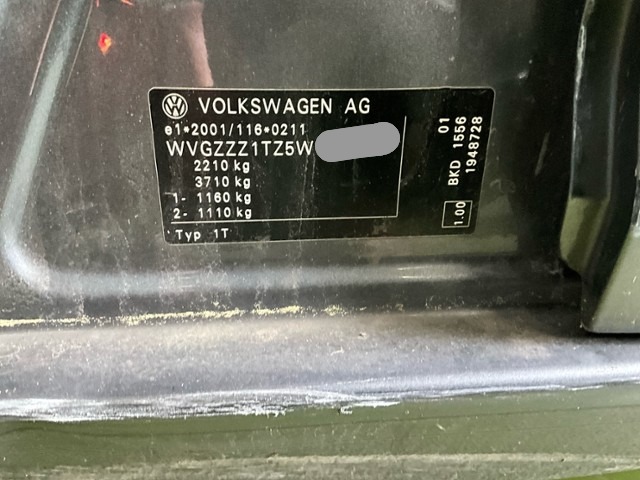 VOLKSWAGEN AG
e1*2001/116*0211
WVGZZZ1TZ5W
2210 kg
3710 kg
1- 1160 kg
2- 1110 kg
Typ 1T
01
BKD 1556
1948728
1.00